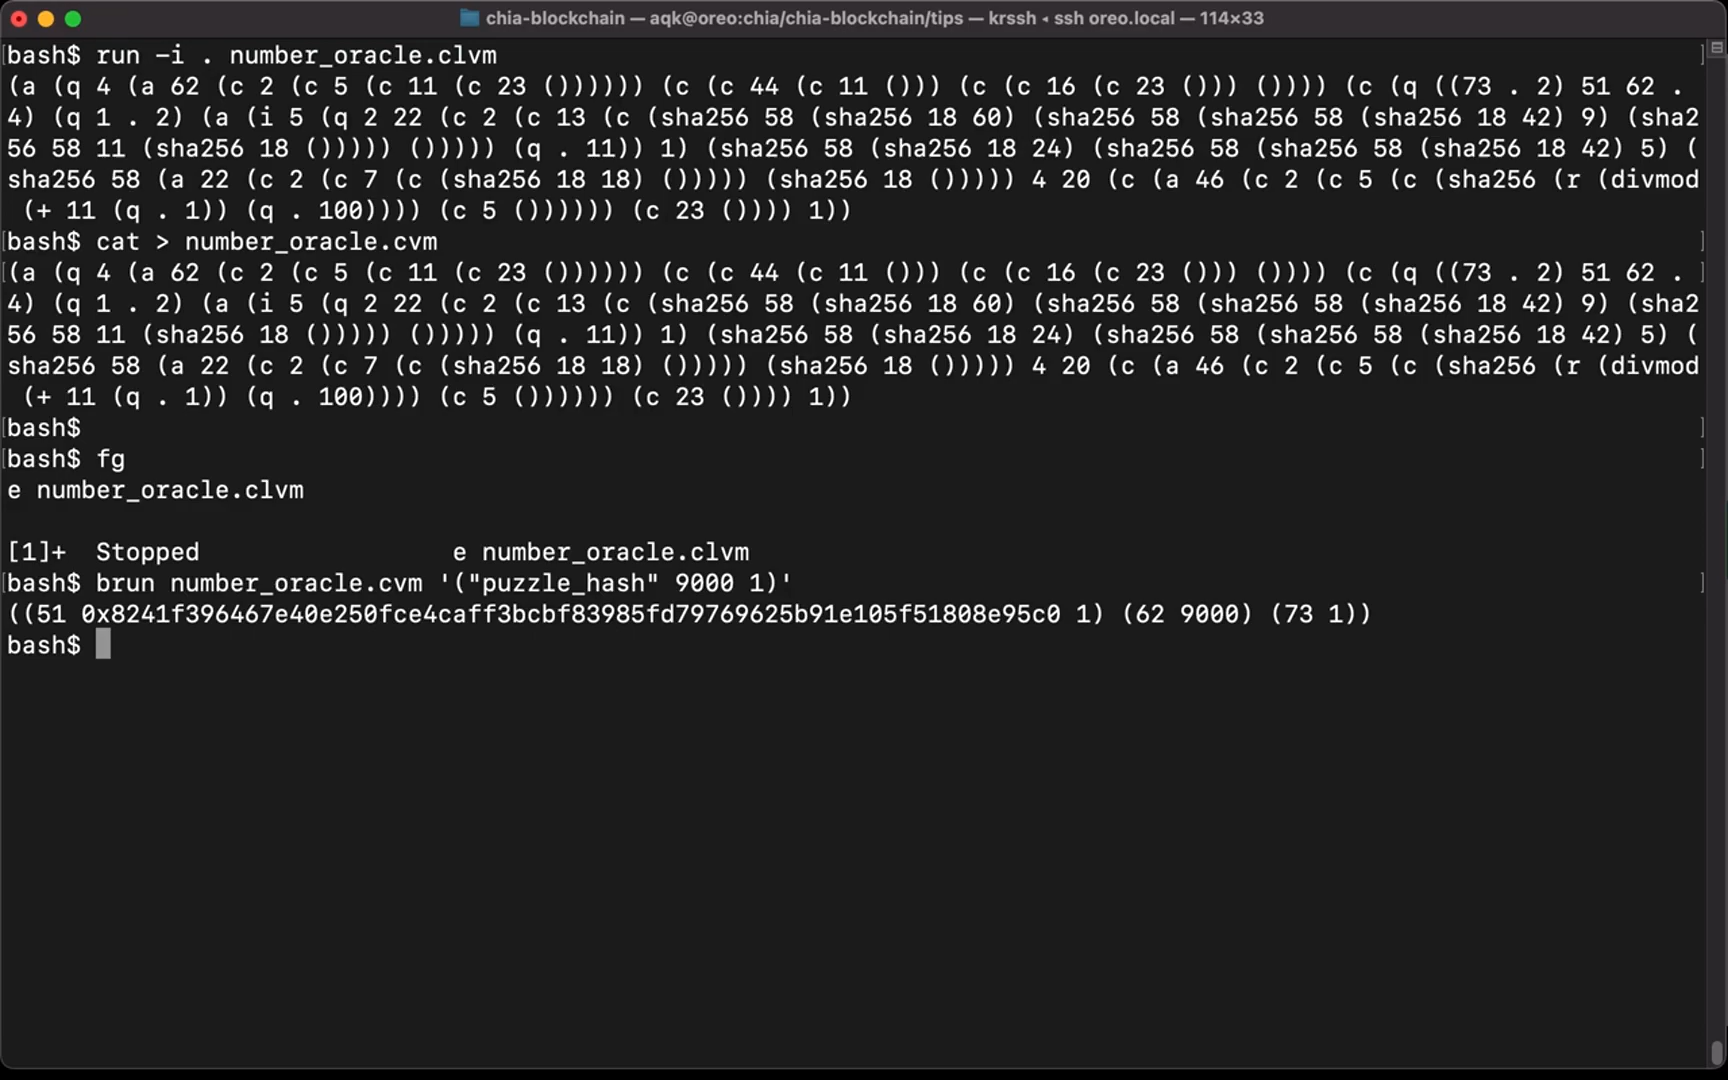 chia-blockchain — aqk@oreo:chia/chia-blockchain/tips — krssh ◂ ssh oreo.local — 114×33
[bash$ run -i . number_oracle.clvm ]
(a (q 4 (a 62 (c 2 (c 5 (c 11 (c 23 ()))))) (c (c 44 (c 11 ())) (c (c 16 (c 23 ())) ()))) (c (q ((73 . 2) 51 62 .
4) (q 1 . 2) (a (i 5 (q 2 22 (c 2 (c 13 (c (sha256 58 (sha256 18 60) (sha256 58 (sha256 58 (sha256 18 42) 9) (sha2
56 58 11 (sha256 18 ())))) ())))) (q . 11)) 1) (sha256 58 (sha256 18 24) (sha256 58 (sha256 58 (sha256 18 42) 5) (
sha256 58 (a 22 (c 2 (c 7 (c (sha256 18 18) ())))) (sha256 18 ())))) 4 20 (c (a 46 (c 2 (c 5 (c (sha256 (r (divmod
(+ 11 (q . 1)) (q . 100)))) (c 5 ()))))) (c 23 ()))) 1))
[bash$ cat > number_oracle.cvm ]
[(a (q 4 (a 62 (c 2 (c 5 (c 11 (c 23 ()))))) (c (c 44 (c 11 ())) (c (c 16 (c 23 ())) ()))) (c (q ((73 . 2) 51 62 . ]
4) (q 1 . 2) (a (i 5 (q 2 22 (c 2 (c 13 (c (sha256 58 (sha256 18 60) (sha256 58 (sha256 58 (sha256 18 42) 9) (sha2
56 58 11 (sha256 18 ())))) ())))) (q . 11)) 1) (sha256 58 (sha256 18 24) (sha256 58 (sha256 58 (sha256 18 42) 5) (
sha256 58 (a 22 (c 2 (c 7 (c (sha256 18 18) ())))) (sha256 18 ())))) 4 20 (c (a 46 (c 2 (c 5 (c (sha256 (r (divmod
(+ 11 (q . 1)) (q . 100)))) (c 5 ()))))) (c 23 ()))) 1))
[bash$ ]
[bash$ fg ]
e number_oracle.clvm
[1]+  Stopped                 e number_oracle.clvm
[bash$ brun number_oracle.cvm '("puzzle_hash" 9000 1)' ]
((51 0x8241f396467e40e250fce4caff3bcbf83985fd79769625b91e105f51808e95c0 1) (62 9000) (73 1))
bash$